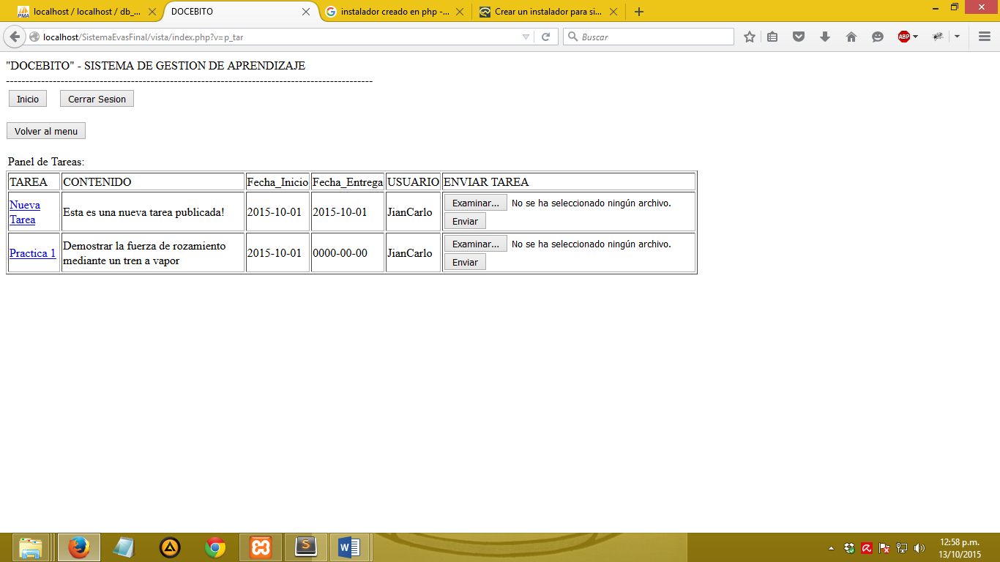 localhost / localhost / db_...
DOCEBITO
instalador creado en php -...
Crear un instalador para si...
localhost/SistemaEvasFinal/vista/index.php?v=p_tar
Buscar
ABP
"DOCEBITO" - SISTEMA DE GESTION DE APRENDIZAJE
----------------------------------------------------------------------------------------------------
Inicio Cerrar Sesion
Volver al menu
Panel de Tareas:
TAREA CONTENIDO Fecha_Inicio Fecha_Entrega USUARIO ENVIAR TAREA
Nueva Tarea Esta es una nueva tarea publicada! 2015-10-01 2015-10-01 JianCarlo Examinar... No se ha seleccionado ningún archivo.
Enviar
Practica 1 Demostrar la fuerza de rozamiento mediante un tren a vapor 2015-10-01 0000-00-00 JianCarlo Examinar... No se ha seleccionado ningún archivo.
Enviar
12:58 p.m.
13/10/2015